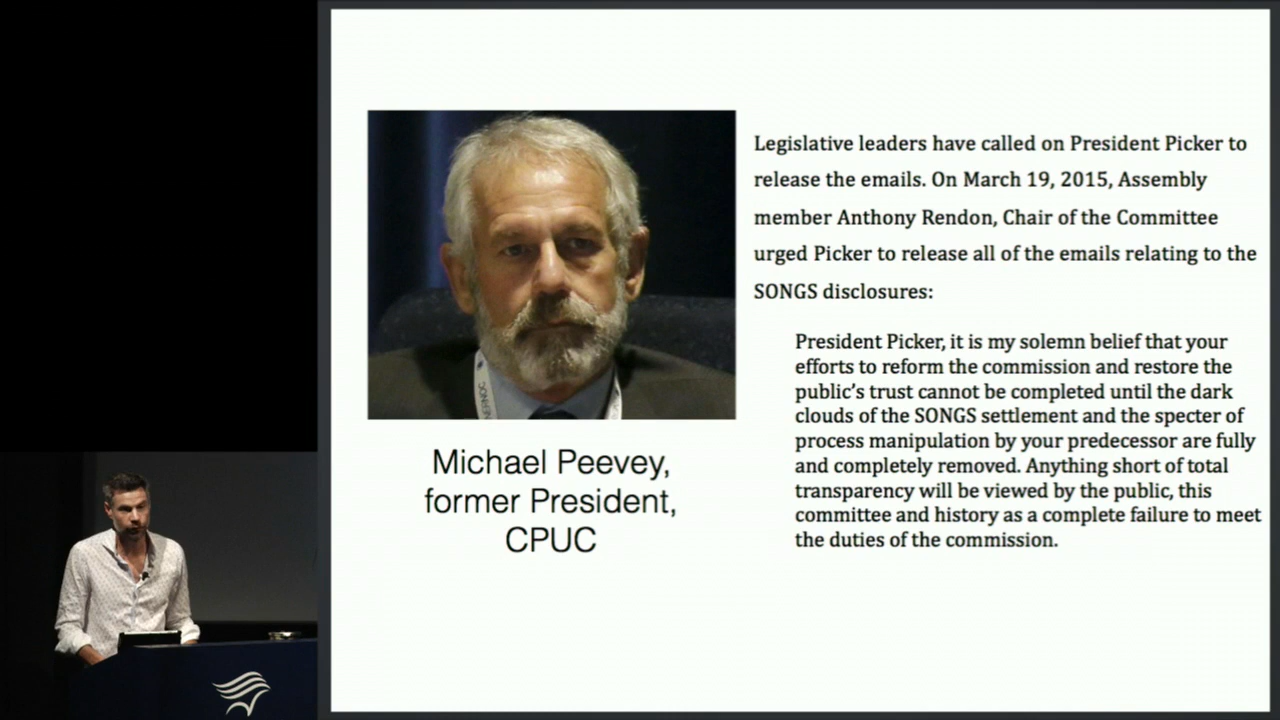 Legislative leaders have called on President Picker to
release the emails. On March 19, 2015, Assembly
member Anthony Rendon, Chair of the Committee
urged Picker to release all of the emails relating to the
SONGS disclosures:
President Picker, it is my solemn belief that your
efforts to reform the commission and restore the
public's trust cannot be completed until the dark
clouds of the SONGS settlement and the specter of
process manipulation by your predecessor are fully
and completely removed. Anything short of total
transparency will be viewed by the public, this
committee and history as a complete failure to meet
the duties of the commission.
Michael Peevey,
former President,
CPUC